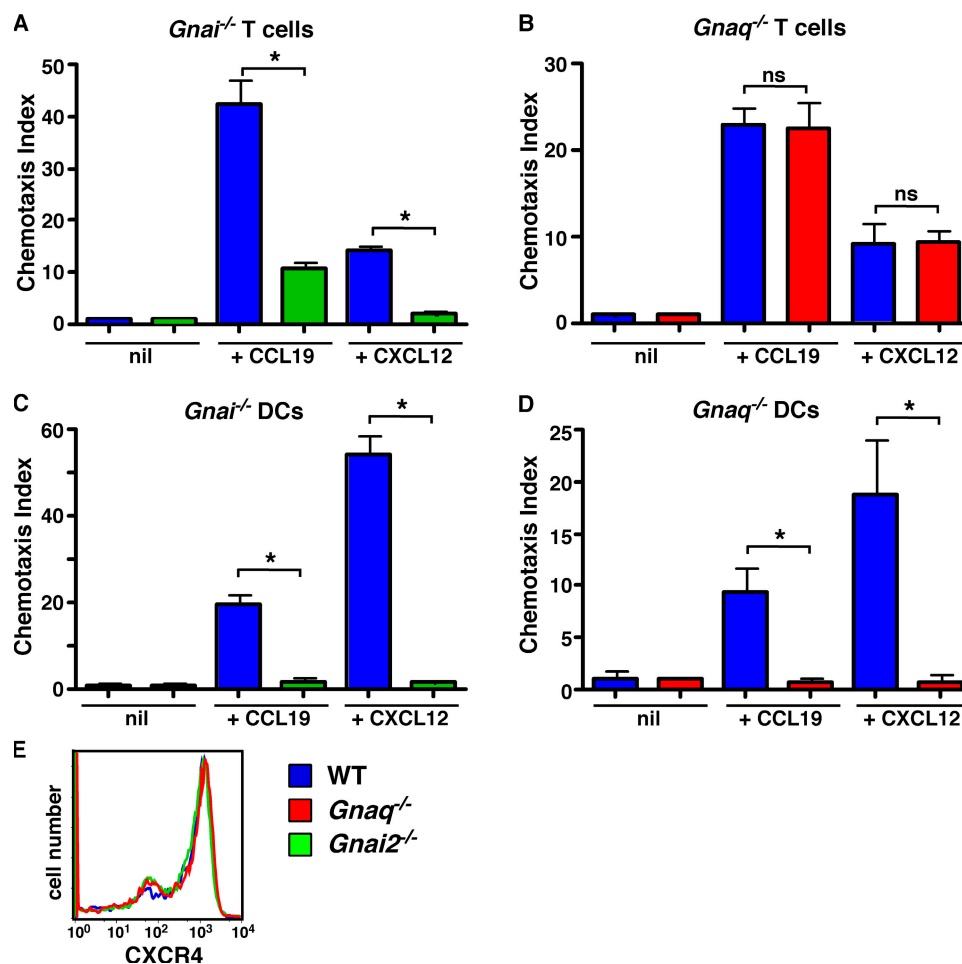 A
Gnai-/- T cells
Chemotaxis Index
50
40
30
20
10
0
*
*
nil
+ CCL19
+ CXCL12
B
Gnaq-/- T cells
Chemotaxis Index
30
20
10
0
ns
ns
nil
+ CCL19
+ CXCL12
C
Gnai-/- DCs
Chemotaxis Index
60
40
20
0
*
*
nil
+ CCL19
+ CXCL12
D
Gnaq-/- DCs
Chemotaxis Index
25
20
15
10
5
0
*
*
nil
+ CCL19
+ CXCL12
E
cell number
10^0 10^1 10^2 10^3 10^4
CXCR4
WT
Gnaq-/-
Gnai2-/-